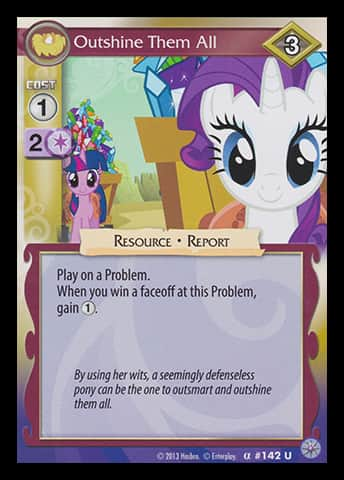 Outshine Them All
3
COST
1
2
RESOURCE • REPORT
Play on a Problem.
When you win a faceoff at this Problem,
gain 1.
By using her wits, a seemingly defenseless
pony can be the one to outsmart and outshine
them all.
© 2013 Hasbro. © Enterplay. α #142 U